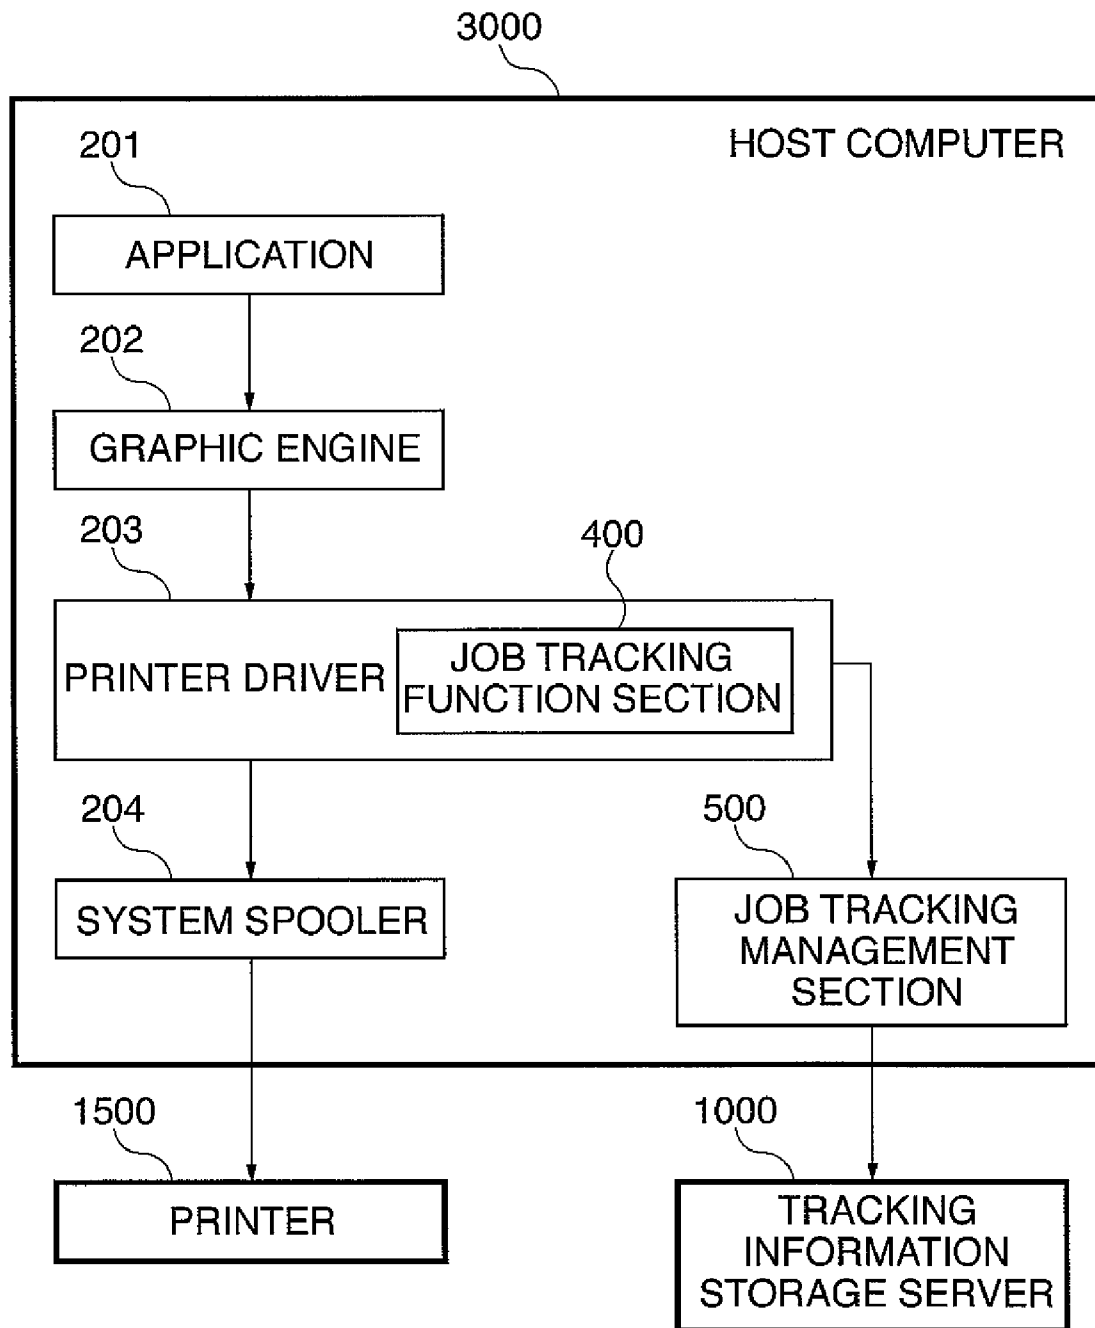 3000
HOST COMPUTER
201
APPLICATION
202
GRAPHIC ENGINE
203
400
PRINTER DRIVER
JOB TRACKING
FUNCTION SECTION
204
500
SYSTEM SPOOLER
JOB TRACKING
MANAGEMENT
SECTION
1500
1000
PRINTER
TRACKING
INFORMATION
STORAGE SERVER